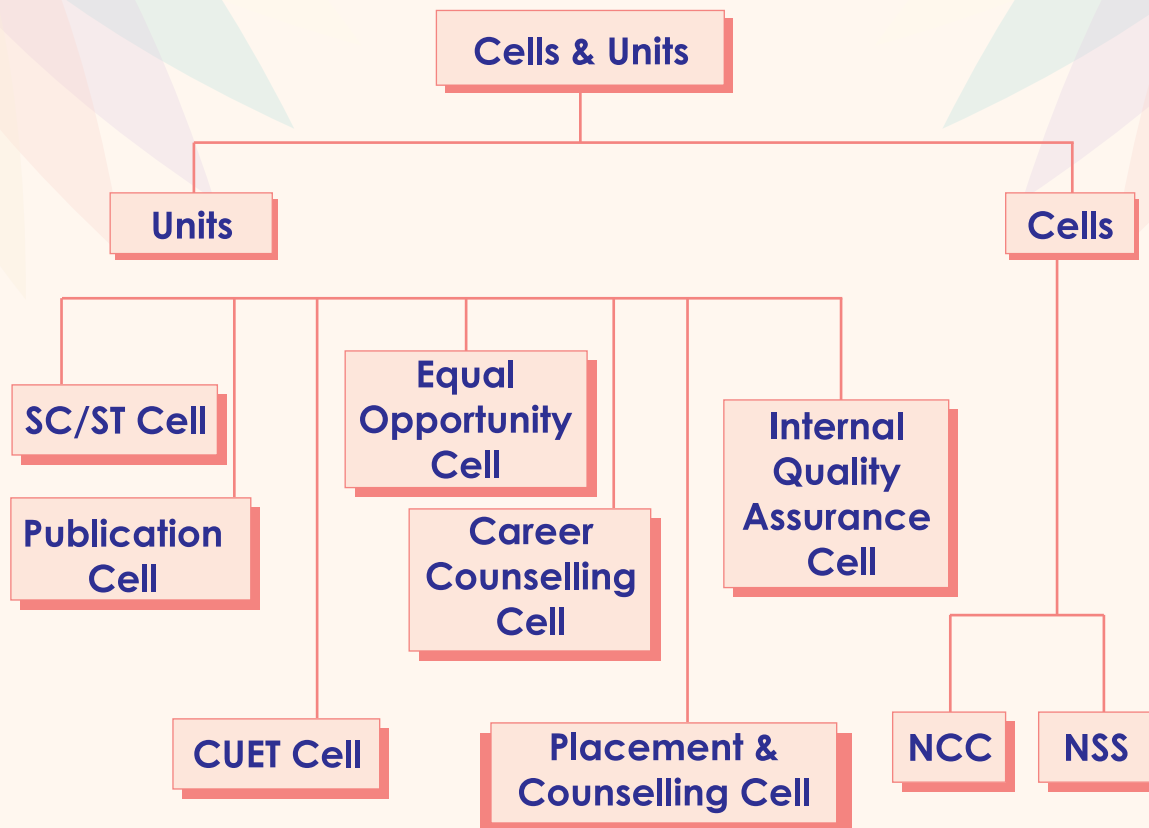 Cells & Units
Units
Cells
SC/ST Cell
Publication
Cell
CUET Cell
Equal
Opportunity
Cell
Career
Counselling
Cell
Placement &
Counselling Cell
Internal
Quality
Assurance
Cell
NCC
NSS